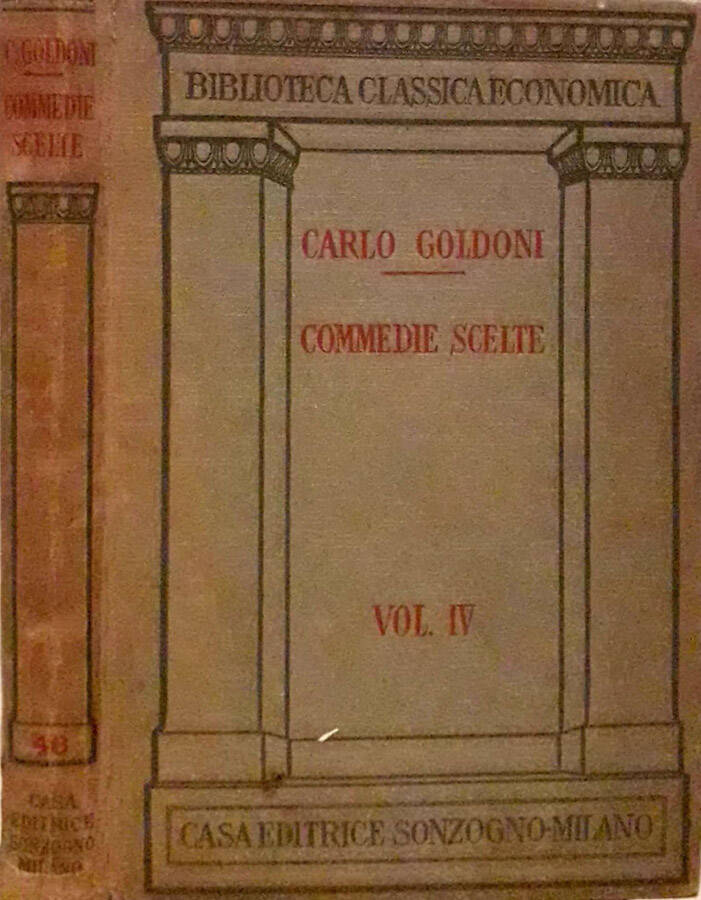 C. GOLDONI
COMMEDIE
SCELTE
48
CASA
EDITRICE
SONZOGNO
MILANO
BIBLIOTECA CLASSICA ECONOMICA
CARLO GOLDONI
COMMEDIE SCELTE
VOL. IV
CASA EDITRICE SONZOGNO-MILANO